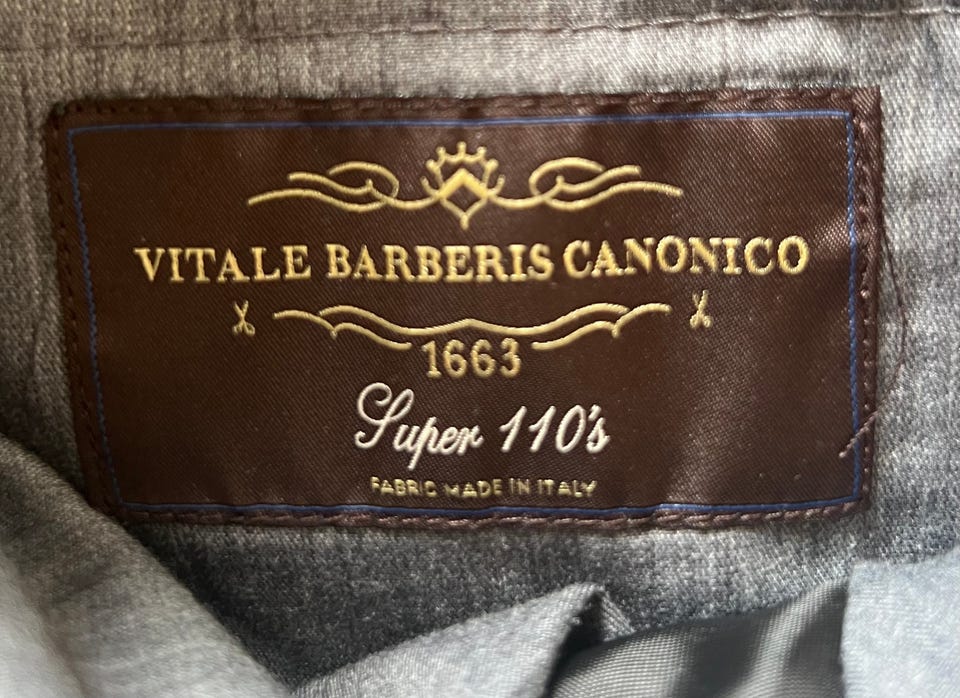 VITALE BARBERIS CANONICO
1663
Super 110's
FABRIC MADE IN ITALY